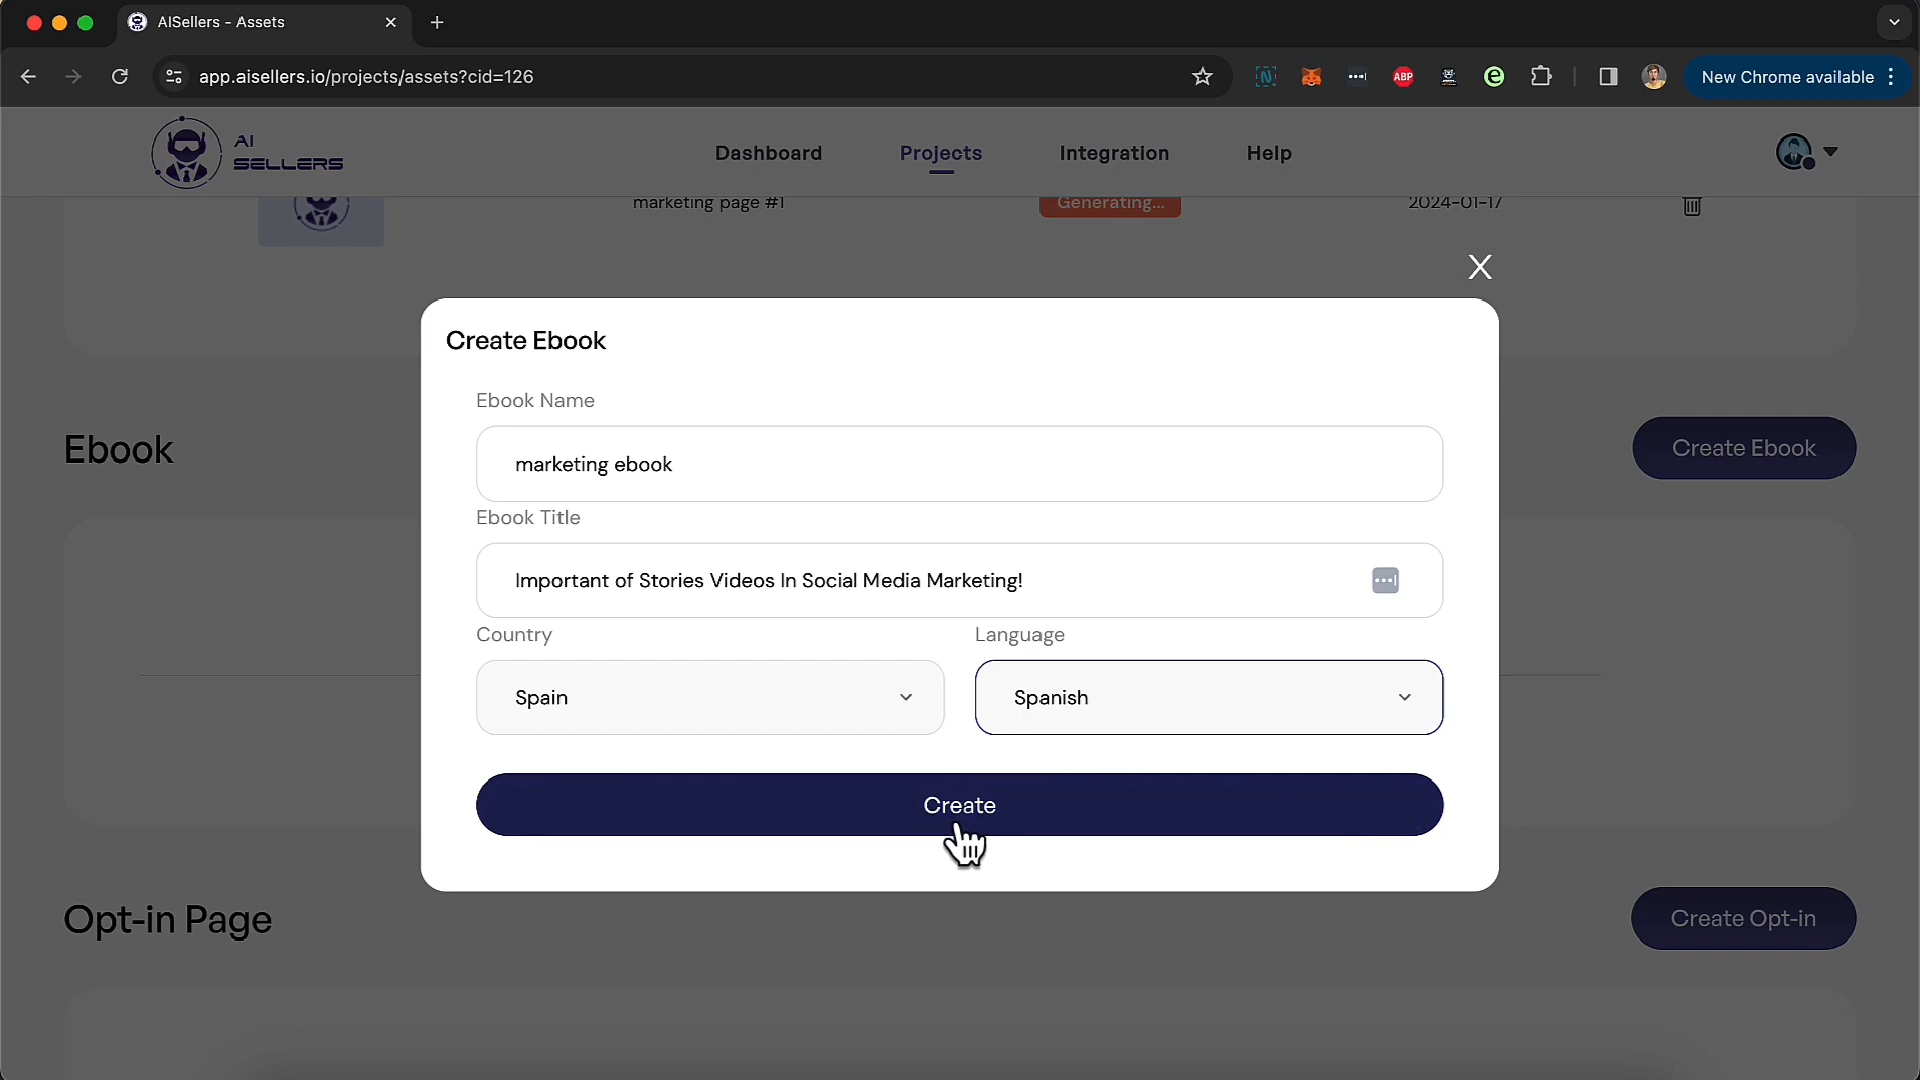 AISellers - Assets
app.aisellers.io/projects/assets?cid=126
ABP
New Chrome available
AI
SELLERS
Dashboard
Projects
Integration
Help
marketing page #1
Generating...
2024-01-17
X
Create Ebook
Ebook Name
marketing ebook
Ebook Title
Important of Stories Videos In Social Media Marketing!
Country
Language
Spain
Spanish
Create
Ebook
Create Ebook
Opt-in Page
Create Opt-in